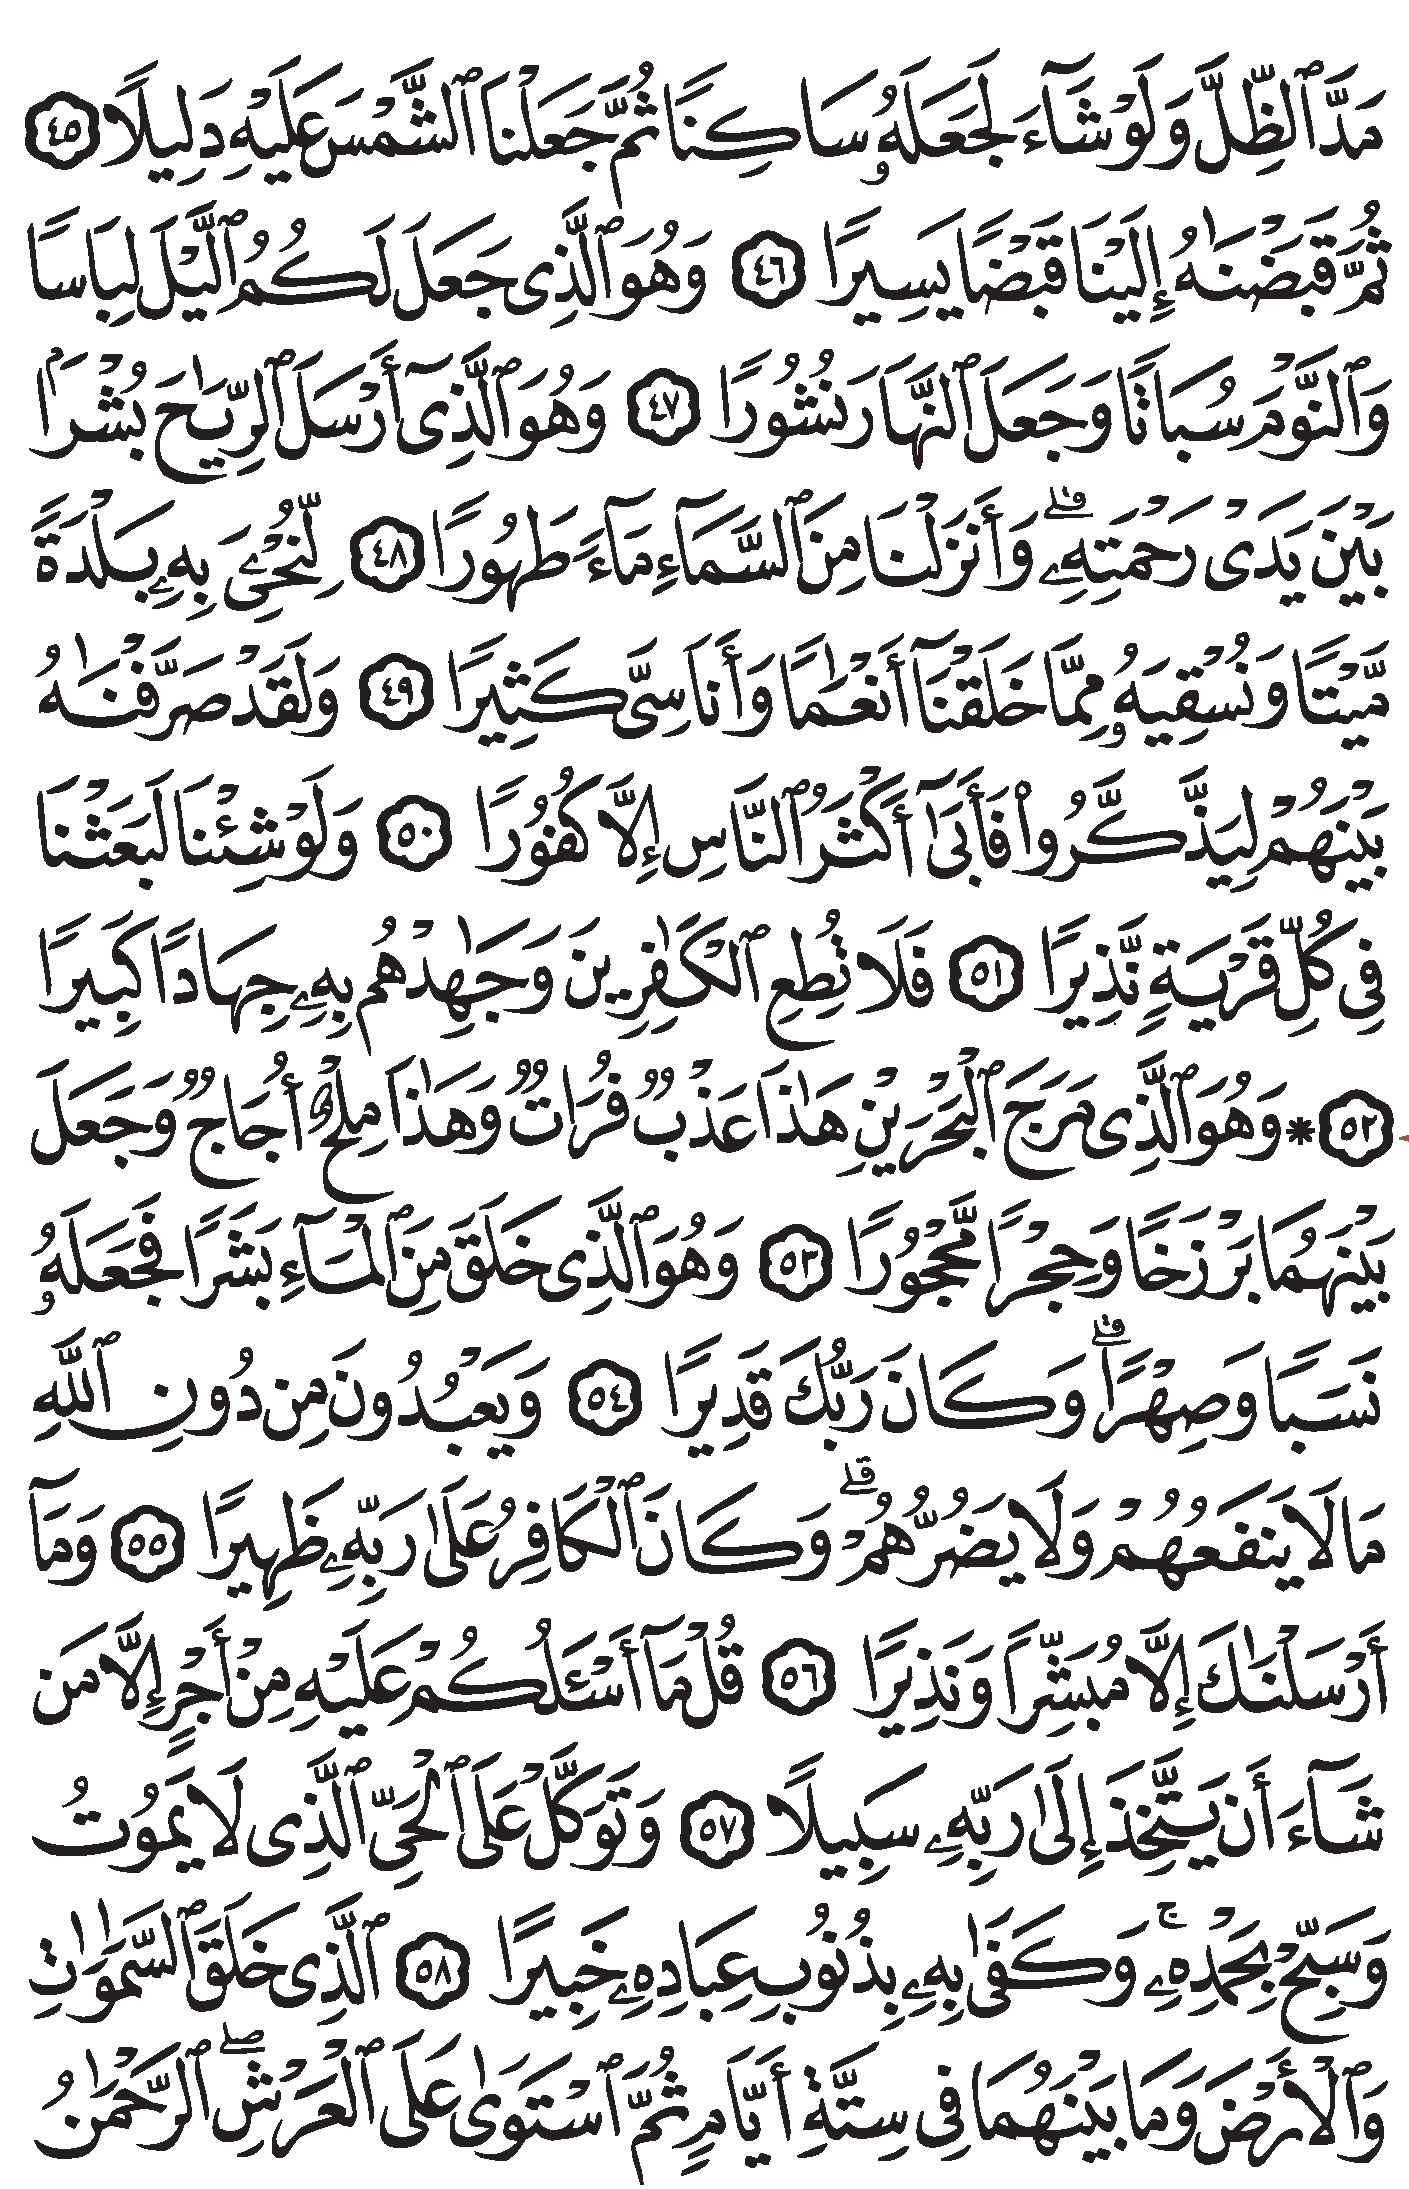 مَدَّ ٱلظِّلَّ وَلَوْ شَآءَ لَجَعَلَهُۥ سَاكِنًا ثُمَّ جَعَلْنَا ٱلشَّمْسَ عَلَيْهِ دَلِيلًا ٤٥
ثُمَّ قَبَضْنَٰهُ إِلَيْنَا قَبْضًا يَسِيرًا ٤٦ وَهُوَ ٱلَّذِى جَعَلَ لَكُمُ ٱلَّيْلَ لِبَاسًا
وَٱلنَّوْمَ سُبَاتًا وَجَعَلَ ٱلنَّهَارَ نُشُورًا ٤٧ وَهُوَ ٱلَّذِىٓ أَرْسَلَ ٱلرِّيَٰحَ بُشْرَۢا
بَيْنَ يَدَىْ رَحْمَتِهِۦۗ وَأَنزَلْنَا مِنَ ٱلسَّمَآءِ مَآءً طَهُورًا ٤٨ لِّنُحْۦِىَ بِهِۦ بَلْدَةً
مَّيْتًا وَنُسْقِيَهُۥ مِمَّا خَلَقْنَآ أَنْعَٰمًا وَأَنَاسِىَّ كَثِيرًا ٤٩ وَلَقَدْ صَرَّفْنَٰهُ
بَيْنَهُمْ لِيَذَّكَّرُوا۟ فَأَبَىٰٓ أَكْثَرُ ٱلنَّاسِ إِلَّا كُفُورًا ٥٠ وَلَوْ شِئْنَا لَبَعَثْنَا
فِى كُلِّ قَرْيَةٍ نَّذِيرًا ٥١ فَلَا تُطِعِ ٱلْكَٰفِرِينَ وَجَٰهِدْهُم بِهِۦ جِهَادًا كَبِيرًا
٥٢ * وَهُوَ ٱلَّذِى مَرَجَ ٱلْبَحْرَيْنِ هَٰذَا عَذْبٌ فُرَاتٌ وَهَٰذَا مِلْحٌ أُجَاجٌ وَجَعَلَ
بَيْنَهُمَا بَرْزَخًا وَحِجْرًا مَّحْجُورًا ٥٣ وَهُوَ ٱلَّذِى خَلَقَ مِنَ ٱلْمَآءِ بَشَرًا فَجَعَلَهُۥ
نَسَبًا وَصِهْرًاۗ وَكَانَ رَبُّكَ قَدِيرًا ٥٤ وَيَعْبُدُونَ مِن دُونِ ٱللَّهِ
مَا لَا يَنفَعُهُمْ وَلَا يَضُرُّهُمْۗ وَكَانَ ٱلْكَافِرُ عَلَىٰ رَبِّهِۦ ظَهِيرًا ٥٥ وَمَآ
أَرْسَلْنَٰكَ إِلَّا مُبَشِّرًا وَنَذِيرًا ٥٦ قُلْ مَآ أَسْـَٔلُكُمْ عَلَيْهِ مِنْ أَجْرٍ إِلَّا مَن
شَآءَ أَن يَتَّخِذَ إِلَىٰ رَبِّهِۦ سَبِيلًا ٥٧ وَتَوَكَّلْ عَلَى ٱلْحَىِّ ٱلَّذِى لَا يَمُوتُ
وَسَبِّحْ بِحَمْدِهِۦۚ وَكَفَىٰ بِهِۦ بِذُنُوبِ عِبَادِهِۦ خَبِيرًا ٥٨ ٱلَّذِى خَلَقَ ٱلسَّمَٰوَٰتِ
وَٱلْأَرْضَ وَمَا بَيْنَهُمَا فِى سِتَّةِ أَيَّامٍ ثُمَّ ٱسْتَوَىٰ عَلَى ٱلْعَرْشِۖ ٱلرَّحْمَٰنُ